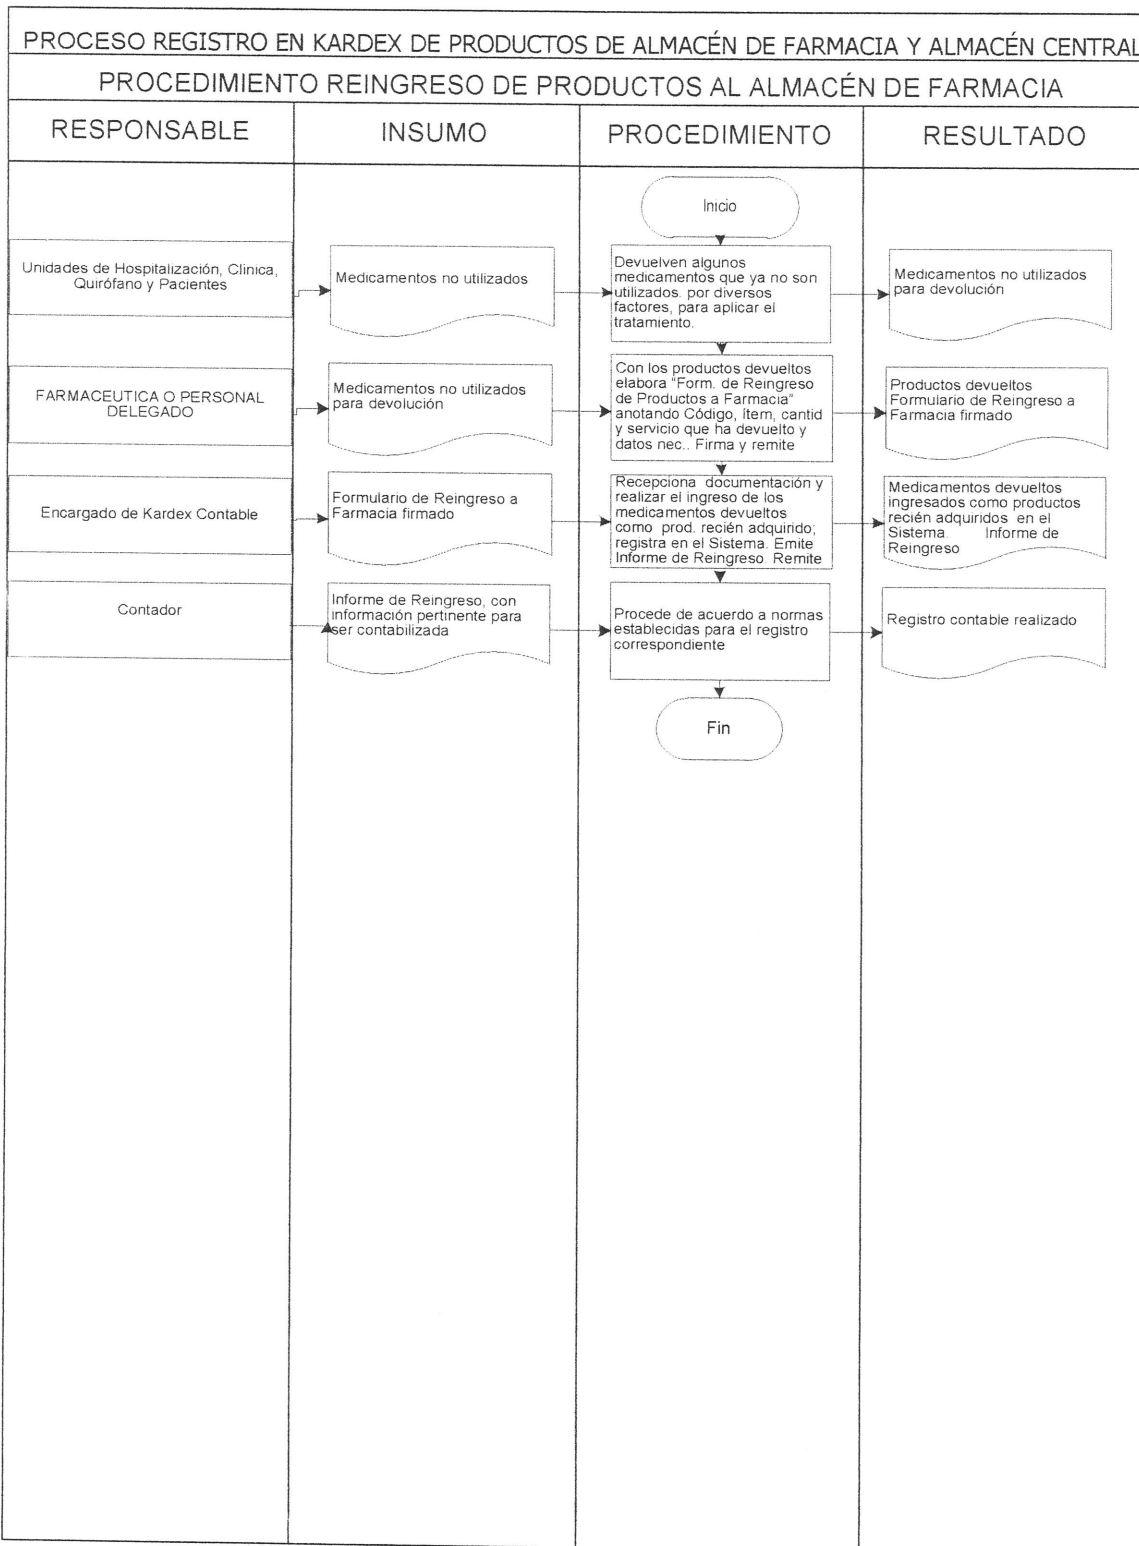 PROCESO REGISTRO EN KARDEX DE PRODUCTOS DE ALMACÉN DE FARMACIA Y ALMACÉN CENTRAL
PROCEDIMIENTO REINGRESO DE PRODUCTOS AL ALMACÉN DE FARMACIA
RESPONSABLE
INSUMO
PROCEDIMIENTO
RESULTADO
Inicio
Unidades de Hospitalización, Clinica,
Quirófano y Pacientes
Medicamentos no utilizados
Devuelven algunos
medicamentos que ya no son
utilizados. por diversos
factores, para aplicar el
tratamiento.
Medicamentos no utilizados
para devolución
FARMACEUTICA O PERSONAL
DELEGADO
Medicamentos no utilizados
para devolución
Con los productos devueltos
elabora "Form. de Reingreso
de Productos a Farmacia"
anotando Código, Item, cantid
y servicio que ha devuelto y
datos nec.. Firma y remite
Productos devueltos
Formulario de Reingreso a
Farmacia firmado
Encargado de Kardex Contable
Formulario de Reingreso a
Farmacia firmado
Recepciona documentación y
realizar el ingreso de los
medicamentos devueltos
como prod. recién adquirido;
registra en el Sistema. Emite
Informe de Reingreso. Remite
Medicamentos devueltos
ingresados como productos
recién adquiridos en el
Sistema. Informe de
Reingreso
Contador
Informe de Reingreso, con
información pertinente para
ser contabilizada
Procede de acuerdo a normas
establecidas para el registro
correspondiente
Registro contable realizado
Fin